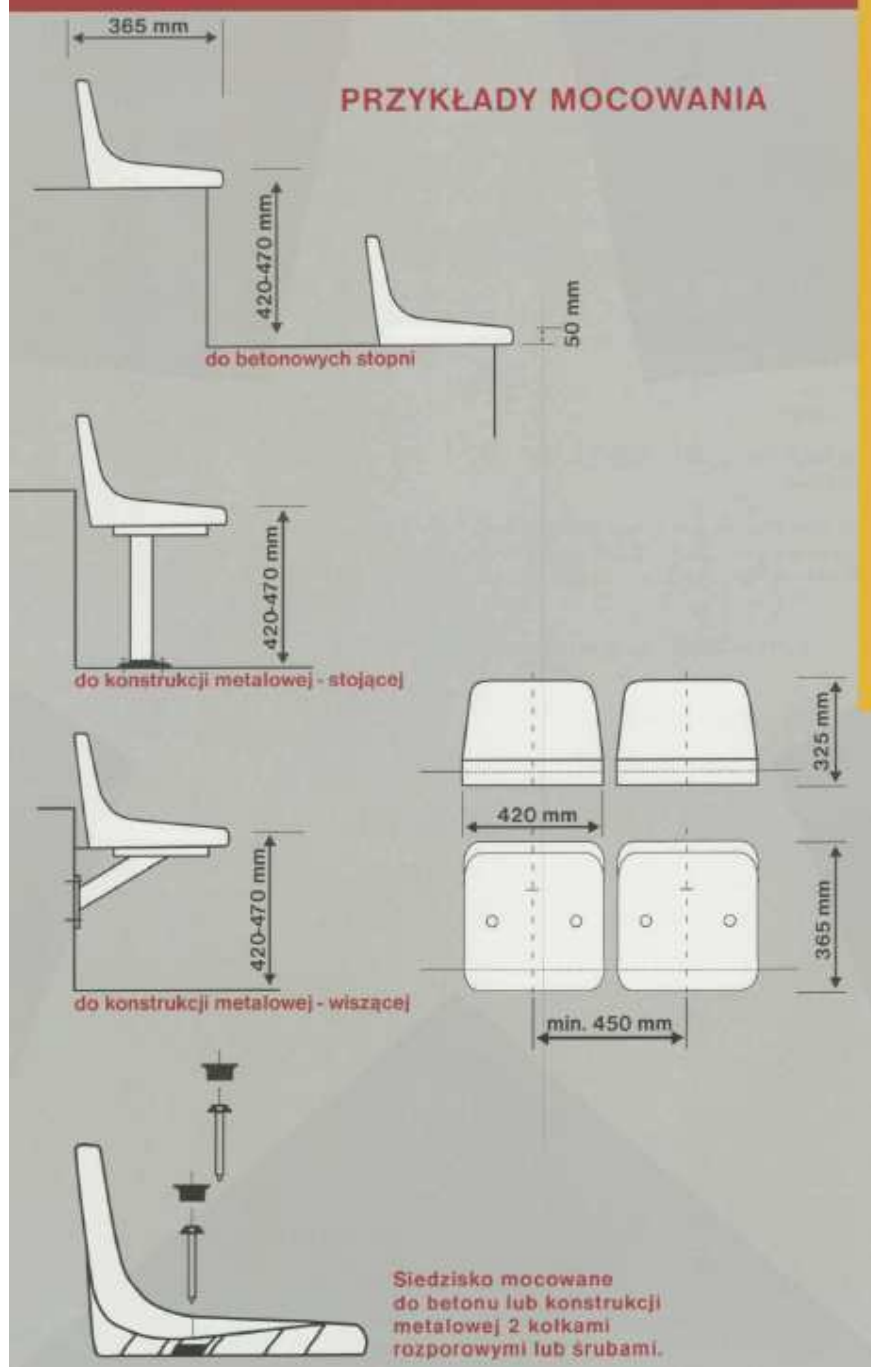 365 mm
PRZYKŁADY MOCOWANIA
420-470 mm
50 mm
do betonowych stopni
420-470 mm
do konstrukcji metalowej - stojącej
325 mm
420 mm
420-470 mm
365 mm
do konstrukcji metalowej - wiszącej
min. 450 mm
Siedzisko mocowane
do betonu lub konstrukcji
metalowej 2 kołkami
rozporowymi lub śrubami.